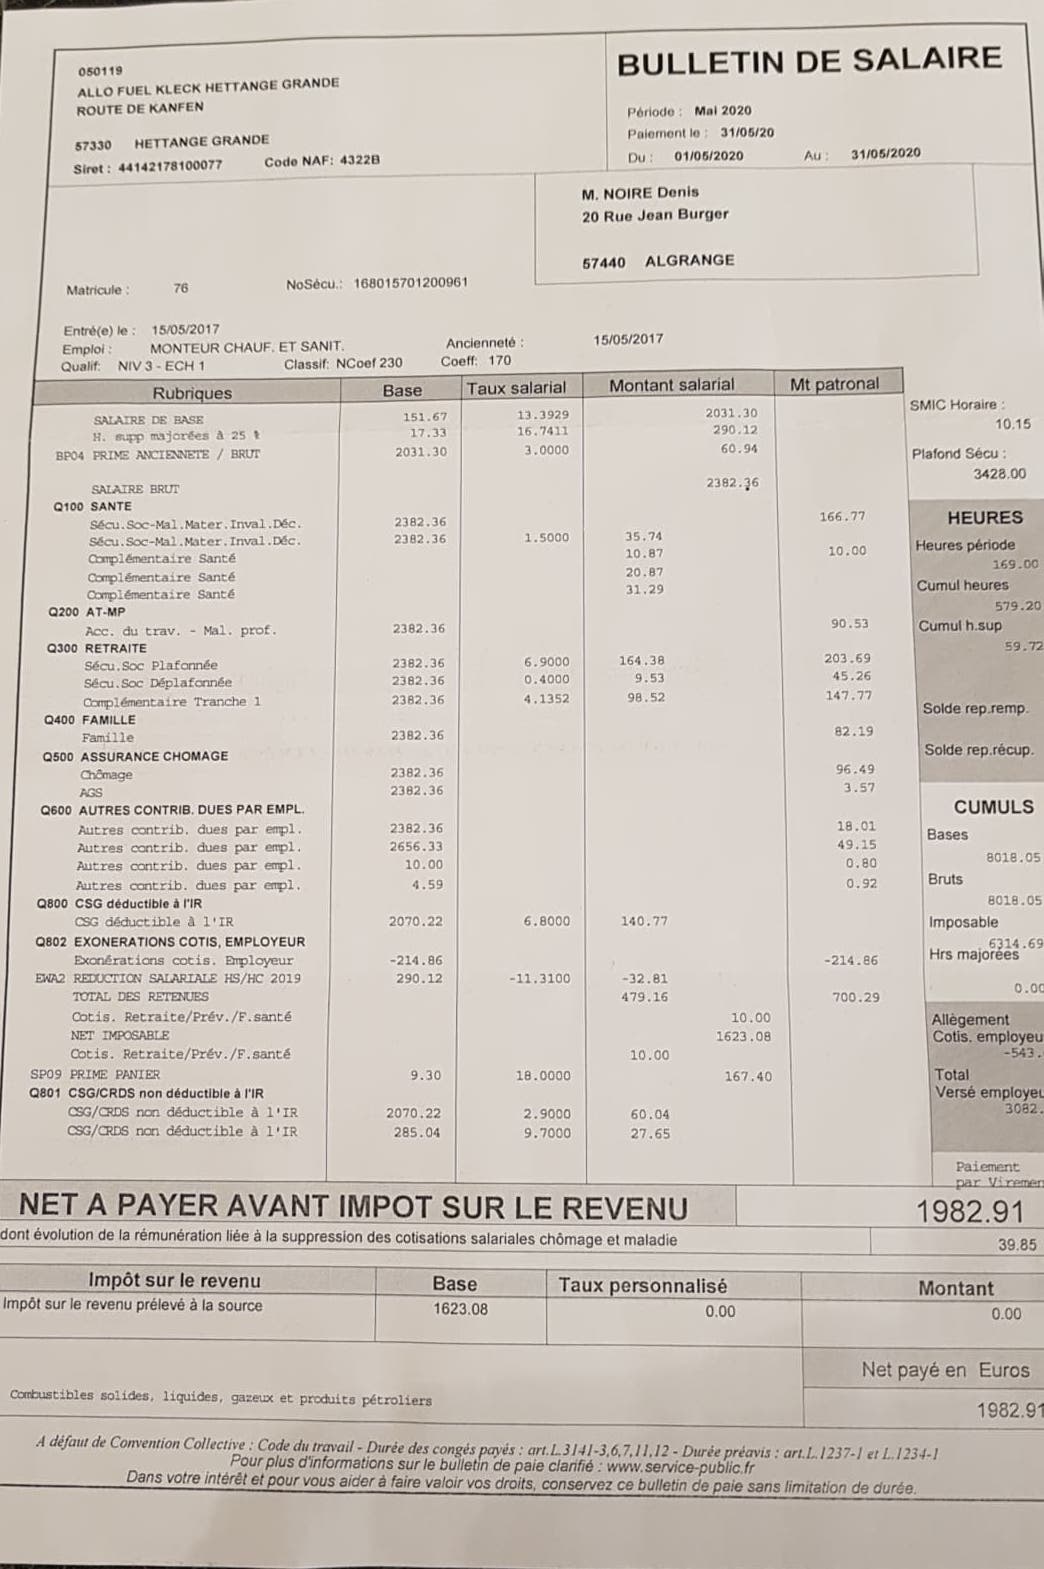 050119
ALLO FUEL KLECK HETTANGE GRANDE
ROUTE DE KANFEN
57330 HETTANGE GRANDE
Siret : 44142178100077 Code NAF: 4322B
BULLETIN DE SALAIRE
Période : Mai 2020
Paiement le : 31/05/20
Du : 01/05/2020 Au : 31/05/2020
M. NOIRE Denis
20 Rue Jean Burger
57440 ALGRANGE
Matricule : 76 NoSécu.: 168015701200961
Entré(e) le : 15/05/2017 Ancienneté : 15/05/2017
Emploi : MONTEUR CHAUF. ET SANIT.
Qualif: NIV 3 - ECH 1 Classif: NCoef 230 Coeff: 170
Rubriques Base Taux salarial Montant salarial Mt patronal
SALAIRE DE BASE 151.67 13.3929 2031.30
H. supp majorées à 25 % 17.33 16.7411 290.12
BP04 PRIME ANCIENNETE / BRUT 2031.30 3.0000 60.94
SALAIRE BRUT 2382.36
Q100 SANTE
Sécu.Soc-Mal.Mater.Inval.Déc. 2382.36 166.77
Sécu.Soc-Mal.Mater.Inval.Déc. 2382.36 1.5000 35.74
Complémentaire Santé 10.87 10.00
Complémentaire Santé 20.87
Complémentaire Santé 31.29
Q200 AT-MP
Acc. du trav. - Mal. prof. 2382.36 90.53
Q300 RETRAITE
Sécu.Soc Plafonnée 2382.36 6.9000 164.38 203.69
Sécu.Soc Déplafonnée 2382.36 0.4000 9.53 45.26
Complémentaire Tranche 1 2382.36 4.1352 98.52 147.77
Q400 FAMILLE
Famille 2382.36 82.19
Q500 ASSURANCE CHOMAGE
Chômage 2382.36 96.49
AGS 2382.36 3.57
Q600 AUTRES CONTRIB. DUES PAR EMPL.
Autres contrib. dues par empl. 2382.36 18.01
Autres contrib. dues par empl. 2656.33 49.15
Autres contrib. dues par empl. 10.00 0.80
Autres contrib. dues par empl. 4.59 0.92
Q800 CSG déductible à l'IR
CSG déductible à l'IR 2070.22 6.8000 140.77
Q802 EXONERATIONS COTIS, EMPLOYEUR
Exonérations cotis. Employeur -214.86 -214.86
EWA2 REDUCTION SALARIALE HS/HC 2019 290.12 -11.3100 -32.81
TOTAL DES RETENUES 479.16 700.29
Cotis. Retraite/Prév./F.santé 10.00
NET IMPOSABLE 1623.08
Cotis. Retraite/Prév./F.santé 10.00
SP09 PRIME PANIER 9.30 18.0000 167.40
Q801 CSG/CRDS non déductible à l'IR
CSG/CRDS non déductible à l'IR 2070.22 2.9000 60.04
CSG/CRDS non déductible à l'IR 285.04 9.7000 27.65
SMIC Horaire :
10.15
Plafond Sécu :
3428.00
HEURES
Heures période
169.00
Cumul heures
579.20
Cumul h.sup
59.72
Solde rep.remp.
Solde rep.récup.
CUMULS
Bases
8018.05
Bruts
8018.05
Imposable
6314.69
Hrs majorées
0.00
Allègement
Cotis. employeu
-543.
Total
Versé employeu
3082.
Paiement
par Viremen
NET A PAYER AVANT IMPOT SUR LE REVENU 1982.91
dont évolution de la rémunération liée à la suppression des cotisations salariales chômage et maladie 39.85
Impôt sur le revenu Base Taux personnalisé Montant
Impôt sur le revenu prélevé à la source 1623.08 0.00 0.00
Net payé en Euros
Combustibles solides, liquides, gazeux et produits pétroliers
1982.91
A défaut de Convention Collective : Code du travail - Durée des congés payés : art.L.3141-3,6,7,11,12 - Durée préavis : art.L.1237-1 et L.1234-1
Pour plus d'informations sur le bulletin de paie clarifié : www.service-public.fr
Dans votre intérêt et pour vous aider à faire valoir vos droits, conservez ce bulletin de paie sans limitation de durée.